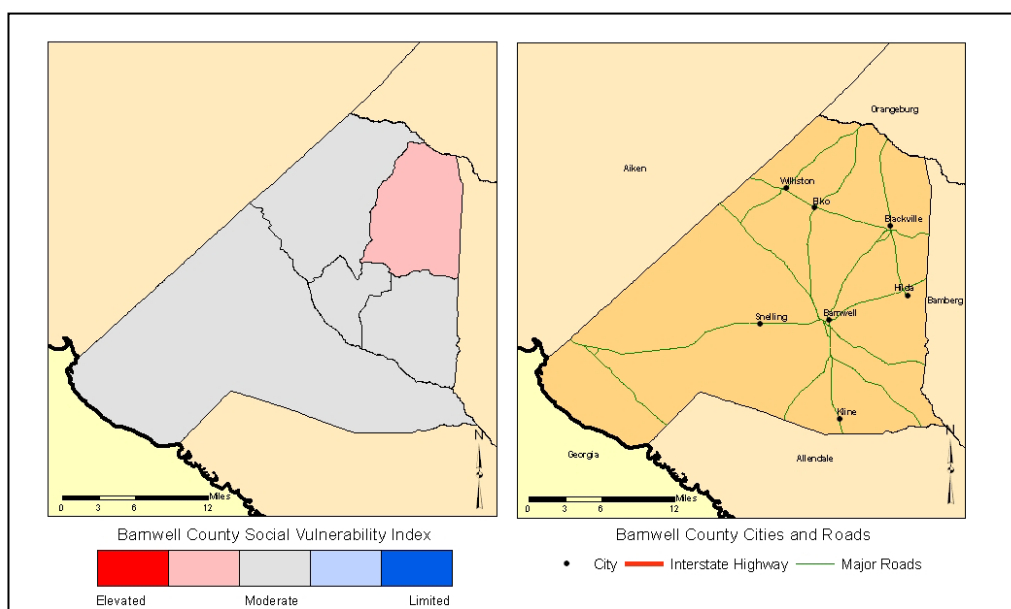 N
Miles
0 3 6 12
Barnwell County Social Vulnerability Index
Elevated Moderate Limited
Orangeburg
Aiken
Williston
Elko
Blackville
Hilda
Bamberg
Snelling
Barnwell
Kline
N
Georgia
Allendale
Miles
0 3 6 12
Barnwell County Cities and Roads
City Interstate Highway Major Roads